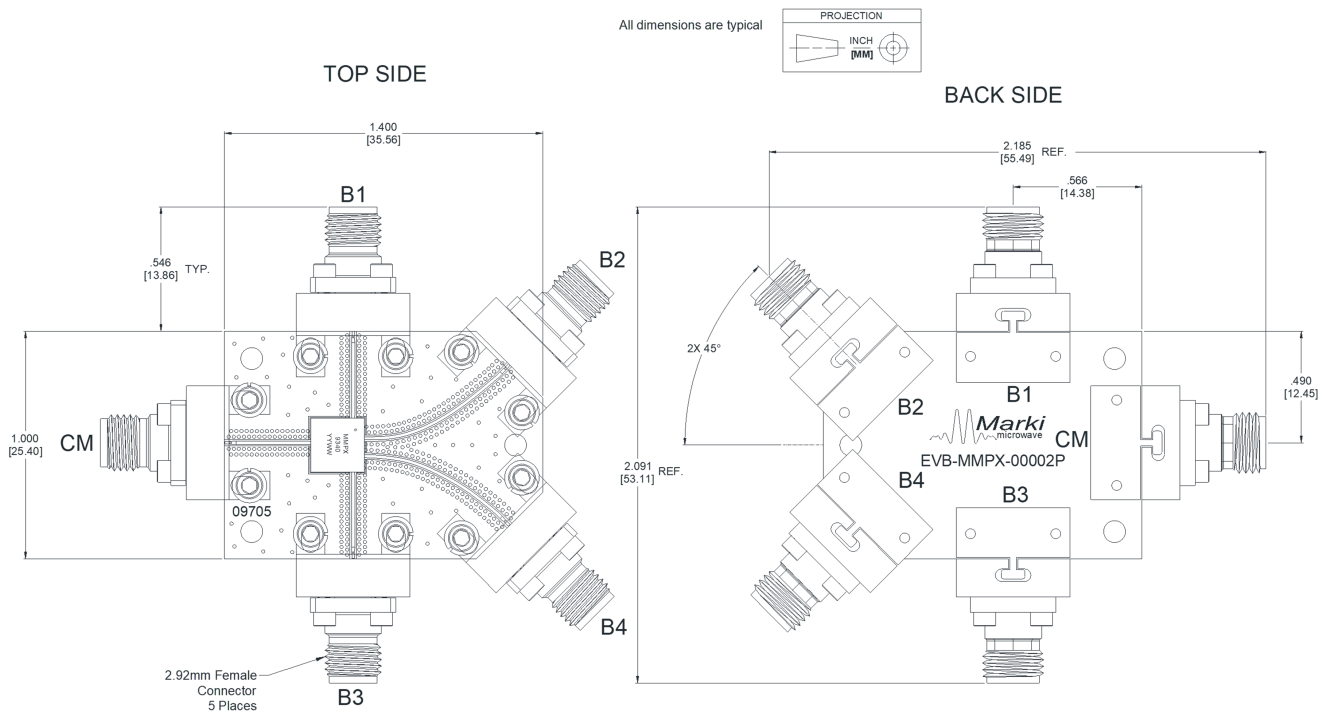 All dimensions are typical
PROJECTION
INCH
[MM]
TOP SIDE
BACK SIDE
1.400
[35.56]
2.185
[55.49]
REF.
.566
[14.38]
B1
.546
[13.86]
TYP.
B2
2X 45°
.490
[12.45]
B1
B2
Marki
microwave
CM
EVB-MMPX-00002P
CM
1.000
[25.40]
MMPX
9340
YYWW
2.091
[53.11]
REF.
B4
B3
09705
B4
2.92mm Female
Connector
5 Places
B3